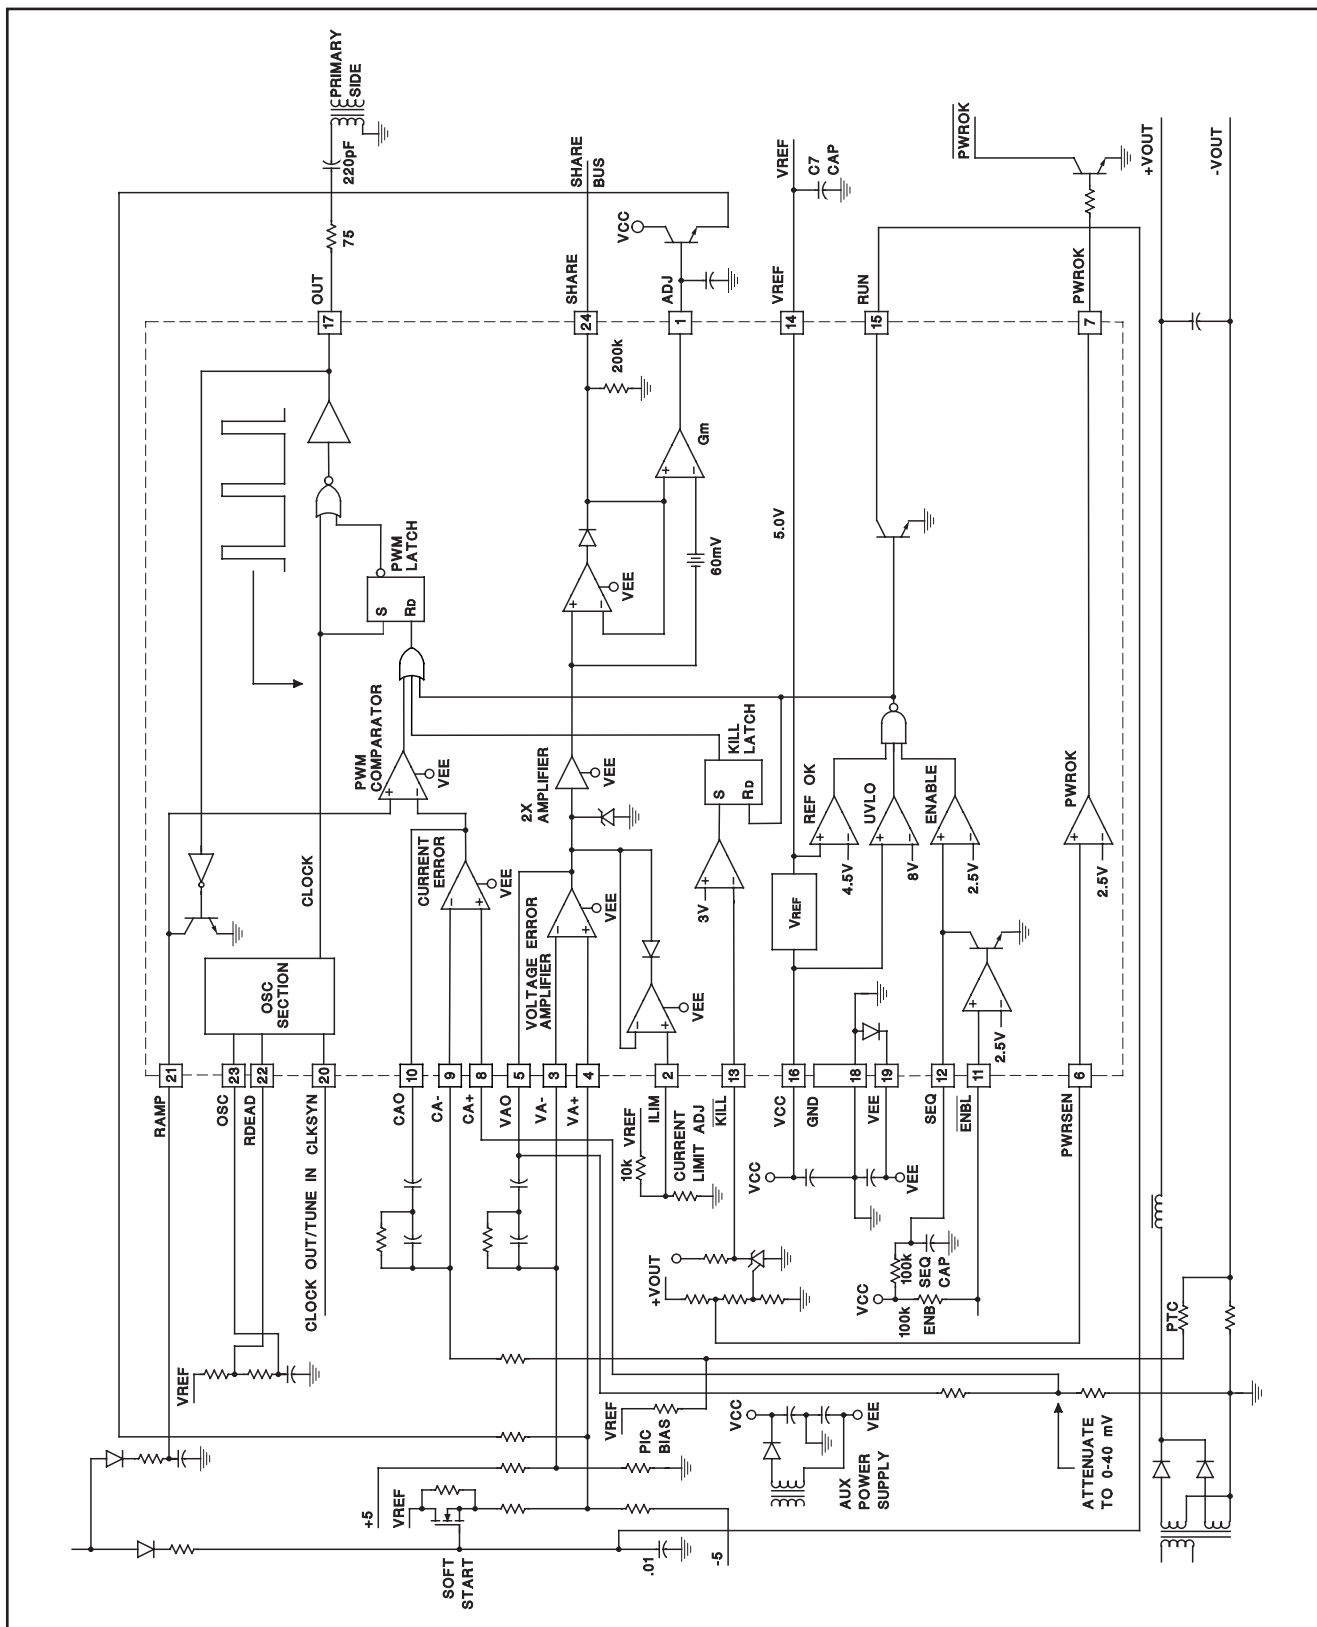 PRIMARY
SIDE
220pF
75
OUT
17
SHARE
BUS
SHARE
24
200k
VCC
ADJ
1
Gm
60mV
VREF
C7
CAP
VREF
14
5.0V
RUN
15
PWROK
PWROK
7
+VOUT
-VOUT
PWM
LATCH
S
RD
+
-
VEE
PWM
COMPARATOR
+
-
VEE
2X
AMPLIFIER
VEE
KILL
LATCH
S
RD
REF OK
+
-
4.5V
UVLO
+
-
8V
ENABLE
+
-
2.5V
PWROK
+
-
2.5V
CLOCK
OSC
SECTION
CURRENT
ERROR
-
+
VEE
VOLTAGE ERROR
AMPLIFIER
-
+
VEE
-
+
VEE
+
-
3V
VREF
+
-
2.5V
21
RAMP
23
OSC
22
RDEAD
20
CLOCK OUT/TUNE IN CLKSYN
10
CAO
9
CA-
8
CA+
5
VAO
3
VA-
4
VA+
2
ILIM
10k VREF
CURRENT
LIMIT ADJ
13
KILL
16
VCC
18
GND
19
VEE
12
SEQ
11
ENBL
6
PWRSEN
VCC
VEE
+VOUT
VCC
100k
SEQ
CAP
100k
ENB
PTC
VREF
VREF
PIC
BIAS
VCC
VEE
AUX
POWER
SUPPLY
ATTENUATE
TO 0-40 mV
+5
VREF
SOFT
START
.01
-5